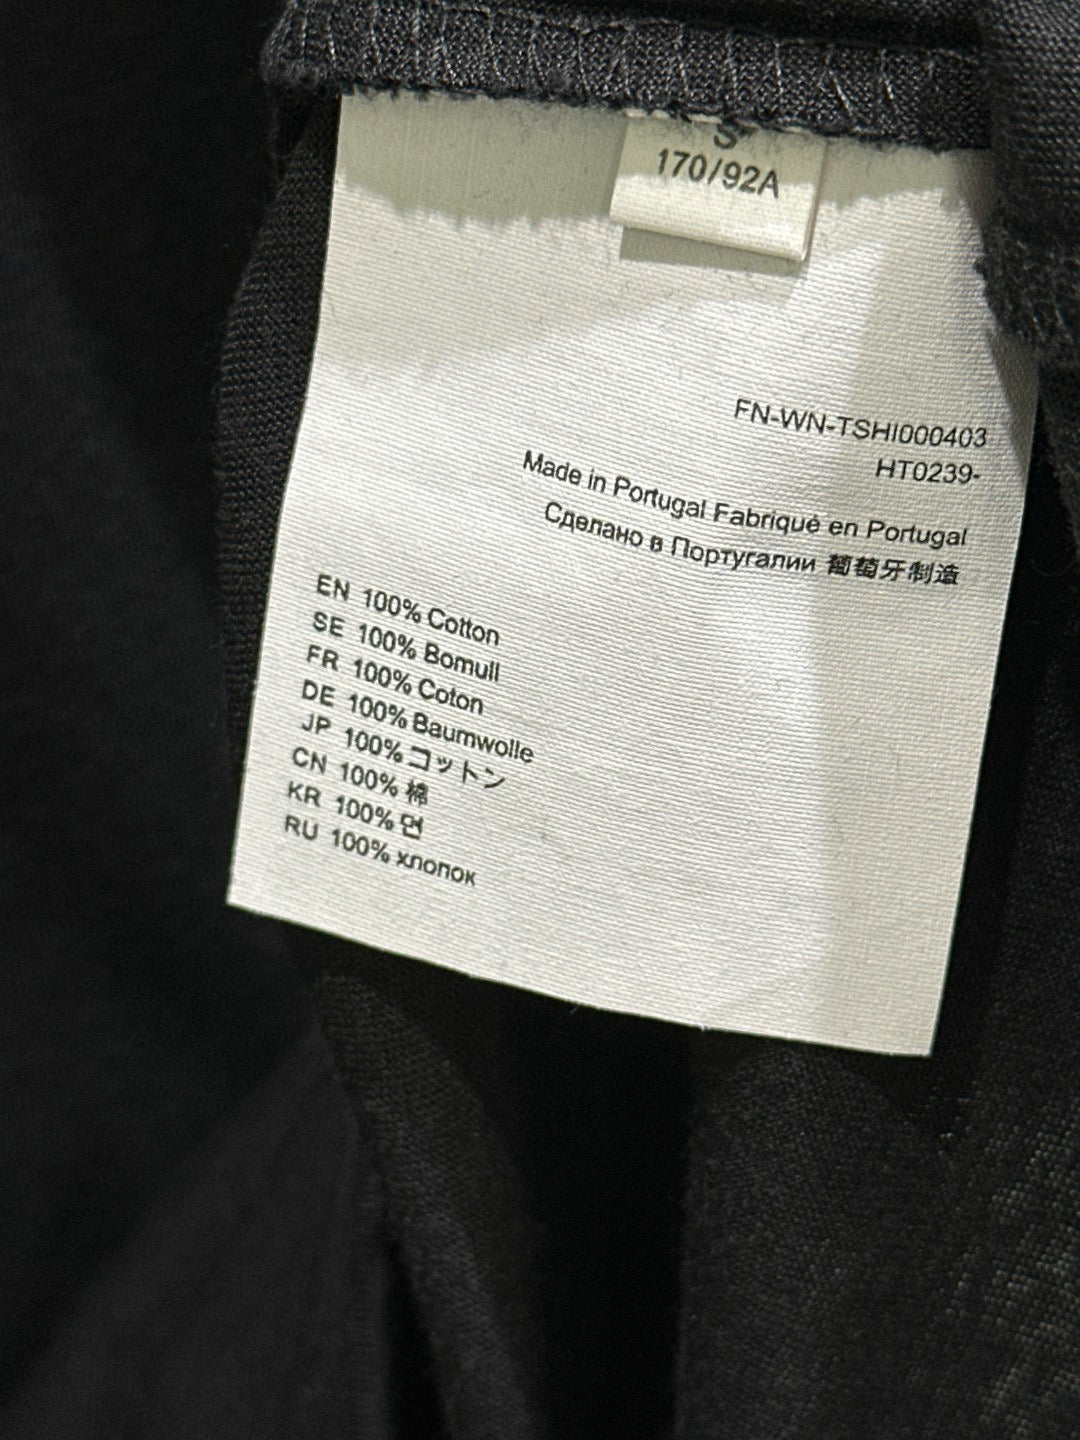 S
170/92A
FN-WN-TSHI000403
HT0239-
Made in Portugal Fabriqué en Portugal
Сделано в Португалии 葡萄牙制造
EN 100% Cotton
SE 100% Bomull
FR 100% Coton
DE 100% Baumwolle
JP 100% コットン
CN 100% 棉
KR 100% 면
RU 100% хлопок